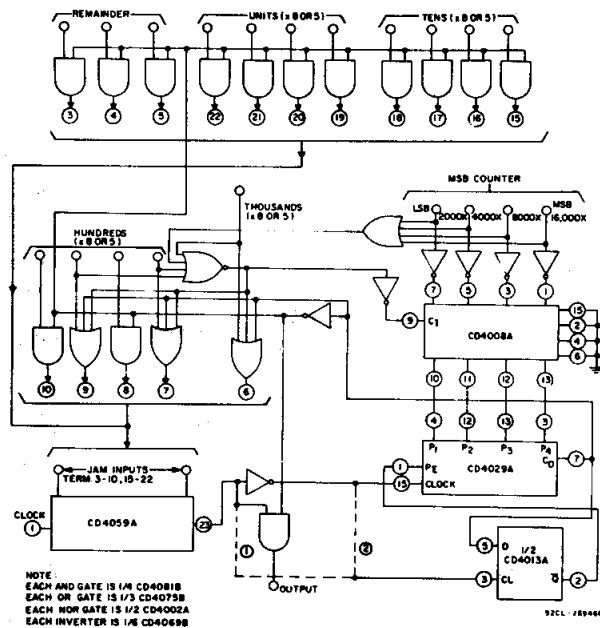 REMAINDER
UNITS (x 8 OR 5)
TENS (x 8 OR 5)
3 4 5 22 21 20 19 18 17 16 15
MSB COUNTER
LSB 2000X 4000X 8000X MSB 16,000X
THOUSANDS
(x 8 OR 5)
HUNDREDS
(x 8 OR 5)
7 5 3 1
9 C1 CD4008A
15
2
4
6
10 9 8 7 6
10 11 12 13
4 12 13 3
JAM INPUTS
TERM 3-10, 15-22
P1 P2 P3 P4
CO 7
1 PE
15 CLOCK
CD4029A
CLOCK
1 CD4059A 23
1 2
5 D 1/2
CD4013A
3 CL Q 2
OUTPUT
NOTE:
EACH AND GATE IS 1/4 CD4081B
EACH OR GATE IS 1/3 CD4075B
EACH NOR GATE IS 1/2 CD4002A
EACH INVERTER IS 1/6 CD4069B